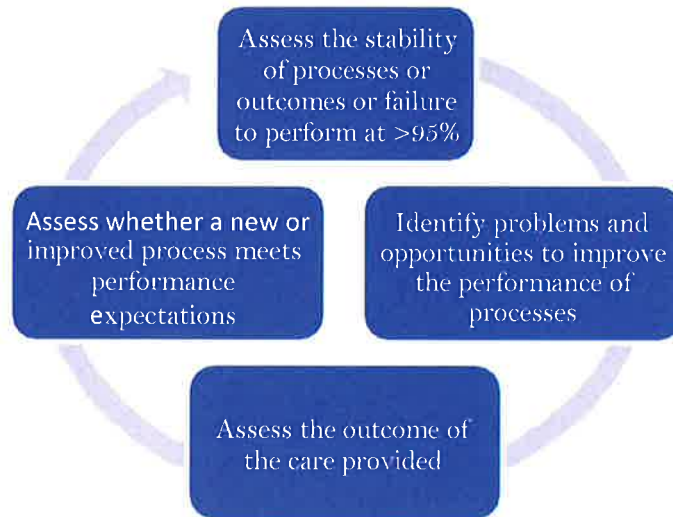 Assess the stability
of processes or
outcomes or failure
to perform at >95%
Identify problems and
opportunities to improve
the performance of
processes
Assess the outcome of
the care provided
Assess whether a new or
improved process meets
performance
expectations